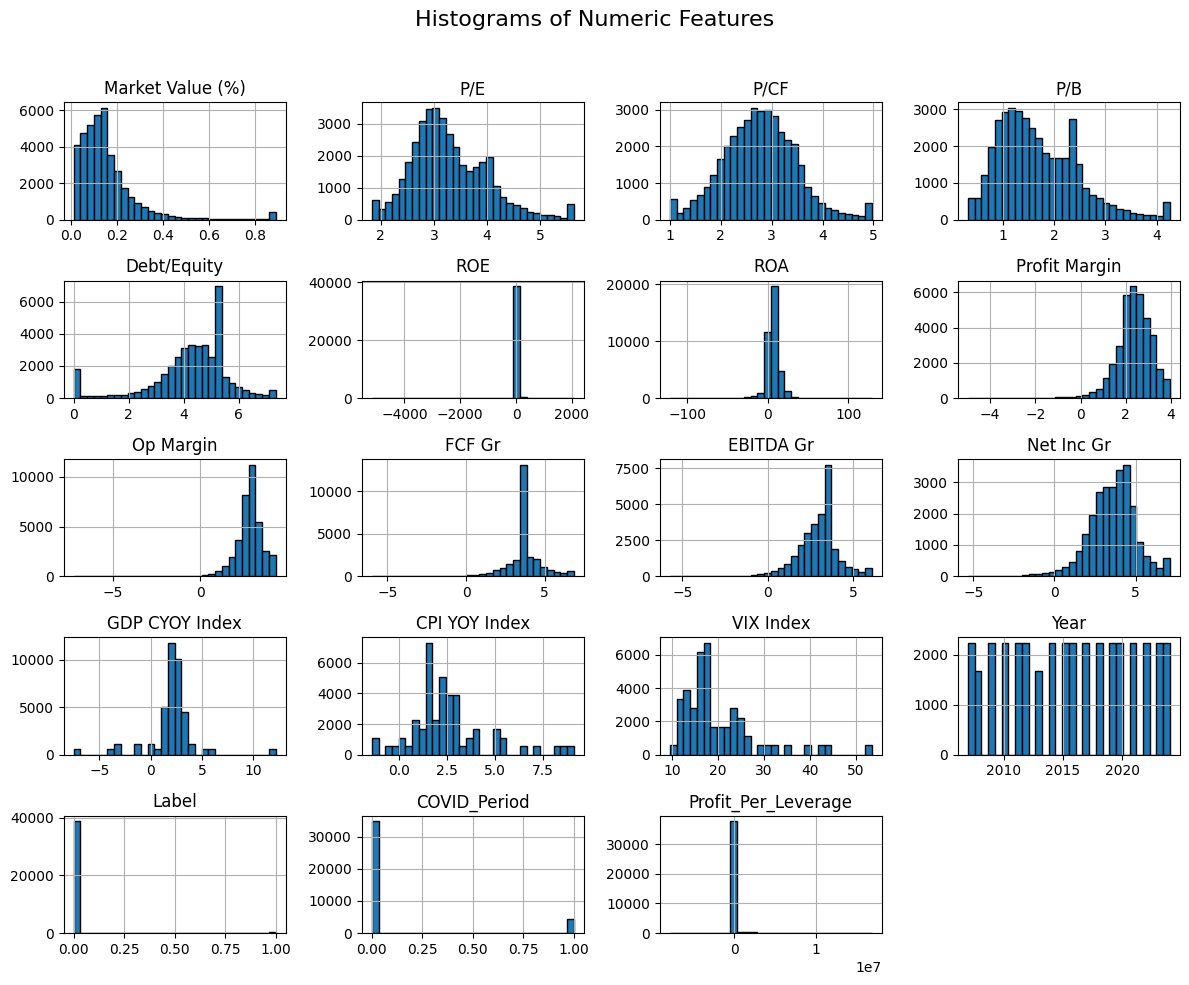 Histograms of Numeric Features
Market Value (%) P/E P/CF P/B
6000 4000 2000 0
0.0 0.2 0.4 0.6 0.8
3000 2000 1000 0
2 3 4 5
3000 2000 1000 0
1 2 3 4 5
3000 2000 1000 0
1 2 3 4
Debt/Equity ROE ROA Profit Margin
6000 4000 2000 0
0 2 4 6
40000 20000 0
−4000 −2000 0 2000
20000 10000 0
−100 0 100
6000 4000 2000 0
−4 −2 0 2 4
Op Margin FCF Gr EBITDA Gr Net Inc Gr
10000 5000 0
−5 0
10000 5000 0
−5 0 5
7500 5000 2500 0
−5 0 5
3000 2000 1000 0
−5 0 5
GDP CYOY Index CPI YOY Index VIX Index Year
10000 5000 0
−5 0 5 10
6000 4000 2000 0
0.0 2.5 5.0 7.5
6000 4000 2000 0
10 20 30 40 50
2000 1000 0
2010 2015 2020
Label COVID_Period Profit_Per_Leverage
40000 20000 0
0.00 0.25 0.50 0.75 1.00
30000 20000 10000 0
0.00 0.25 0.50 0.75 1.00
30000 20000 10000 0
0 1
1e7